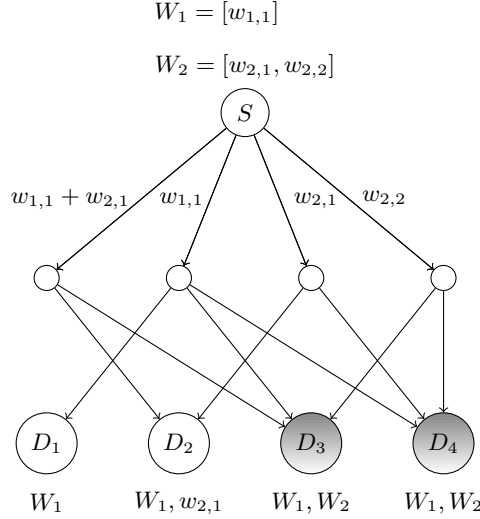 W_1 = [w_{1,1}]
W_2 = [w_{2,1}, w_{2,2}]
S
w_{1,1} + w_{2,1} w_{1,1} w_{2,1} w_{2,2}
D_1 D_2 D_3 D_4
W_1 W_1, w_{2,1} W_1, W_2 W_1, W_2